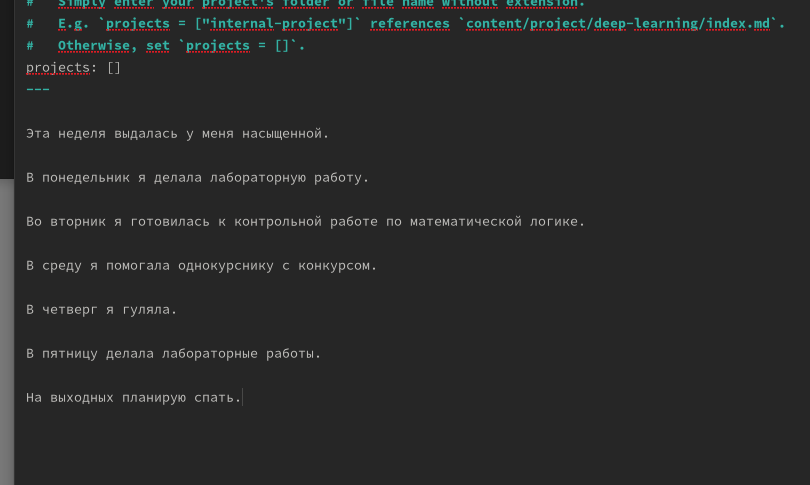 #   Simply enter your project's folder or file name without extension.
#   E.g. `projects = ["internal-project"]` references `content/project/deep-learning/index.md`.
#   Otherwise, set `projects = []`.
projects: []
---
Эта неделя выдалась у меня насыщенной.
В понедельник я делала лабораторную работу.
Во вторник я готовилась к контрольной работе по математической логике.
В среду я помогала однокурснику с конкурсом.
В четверг я гуляла.
В пятницу делала лабораторные работы.
На выходных планирую спать.